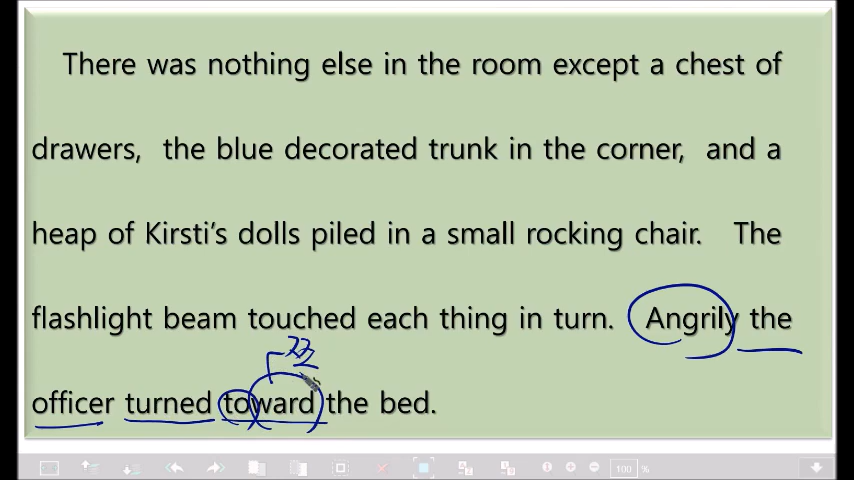 There was nothing else in the room except a chest of
drawers, the blue decorated trunk in the corner, and a
heap of Kirsti's dolls piled in a small rocking chair. The
flashlight beam touched each thing in turn. Angrily the
officer turned toward the bed.
100 %